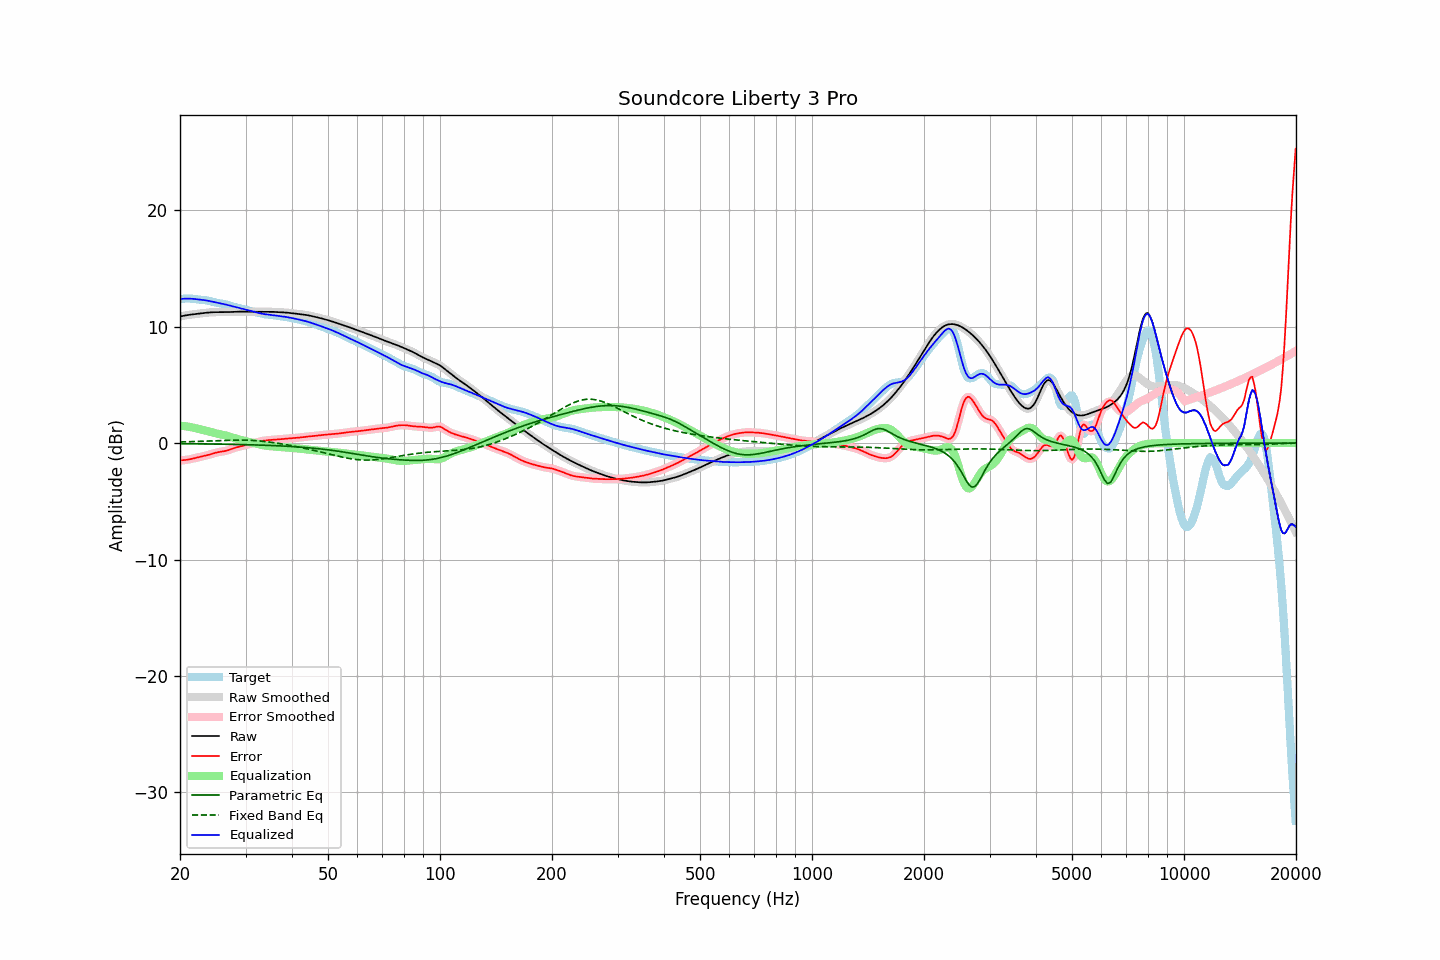 Soundcore Liberty 3 Pro
Amplitude (dBr)
20
10
0
−10
−20
−30
Target
Raw Smoothed
Error Smoothed
Raw
Error
Equalization
Parametric Eq
Fixed Band Eq
Equalized
20 50 100 200 500 1000 2000 5000 10000 20000
Frequency (Hz)